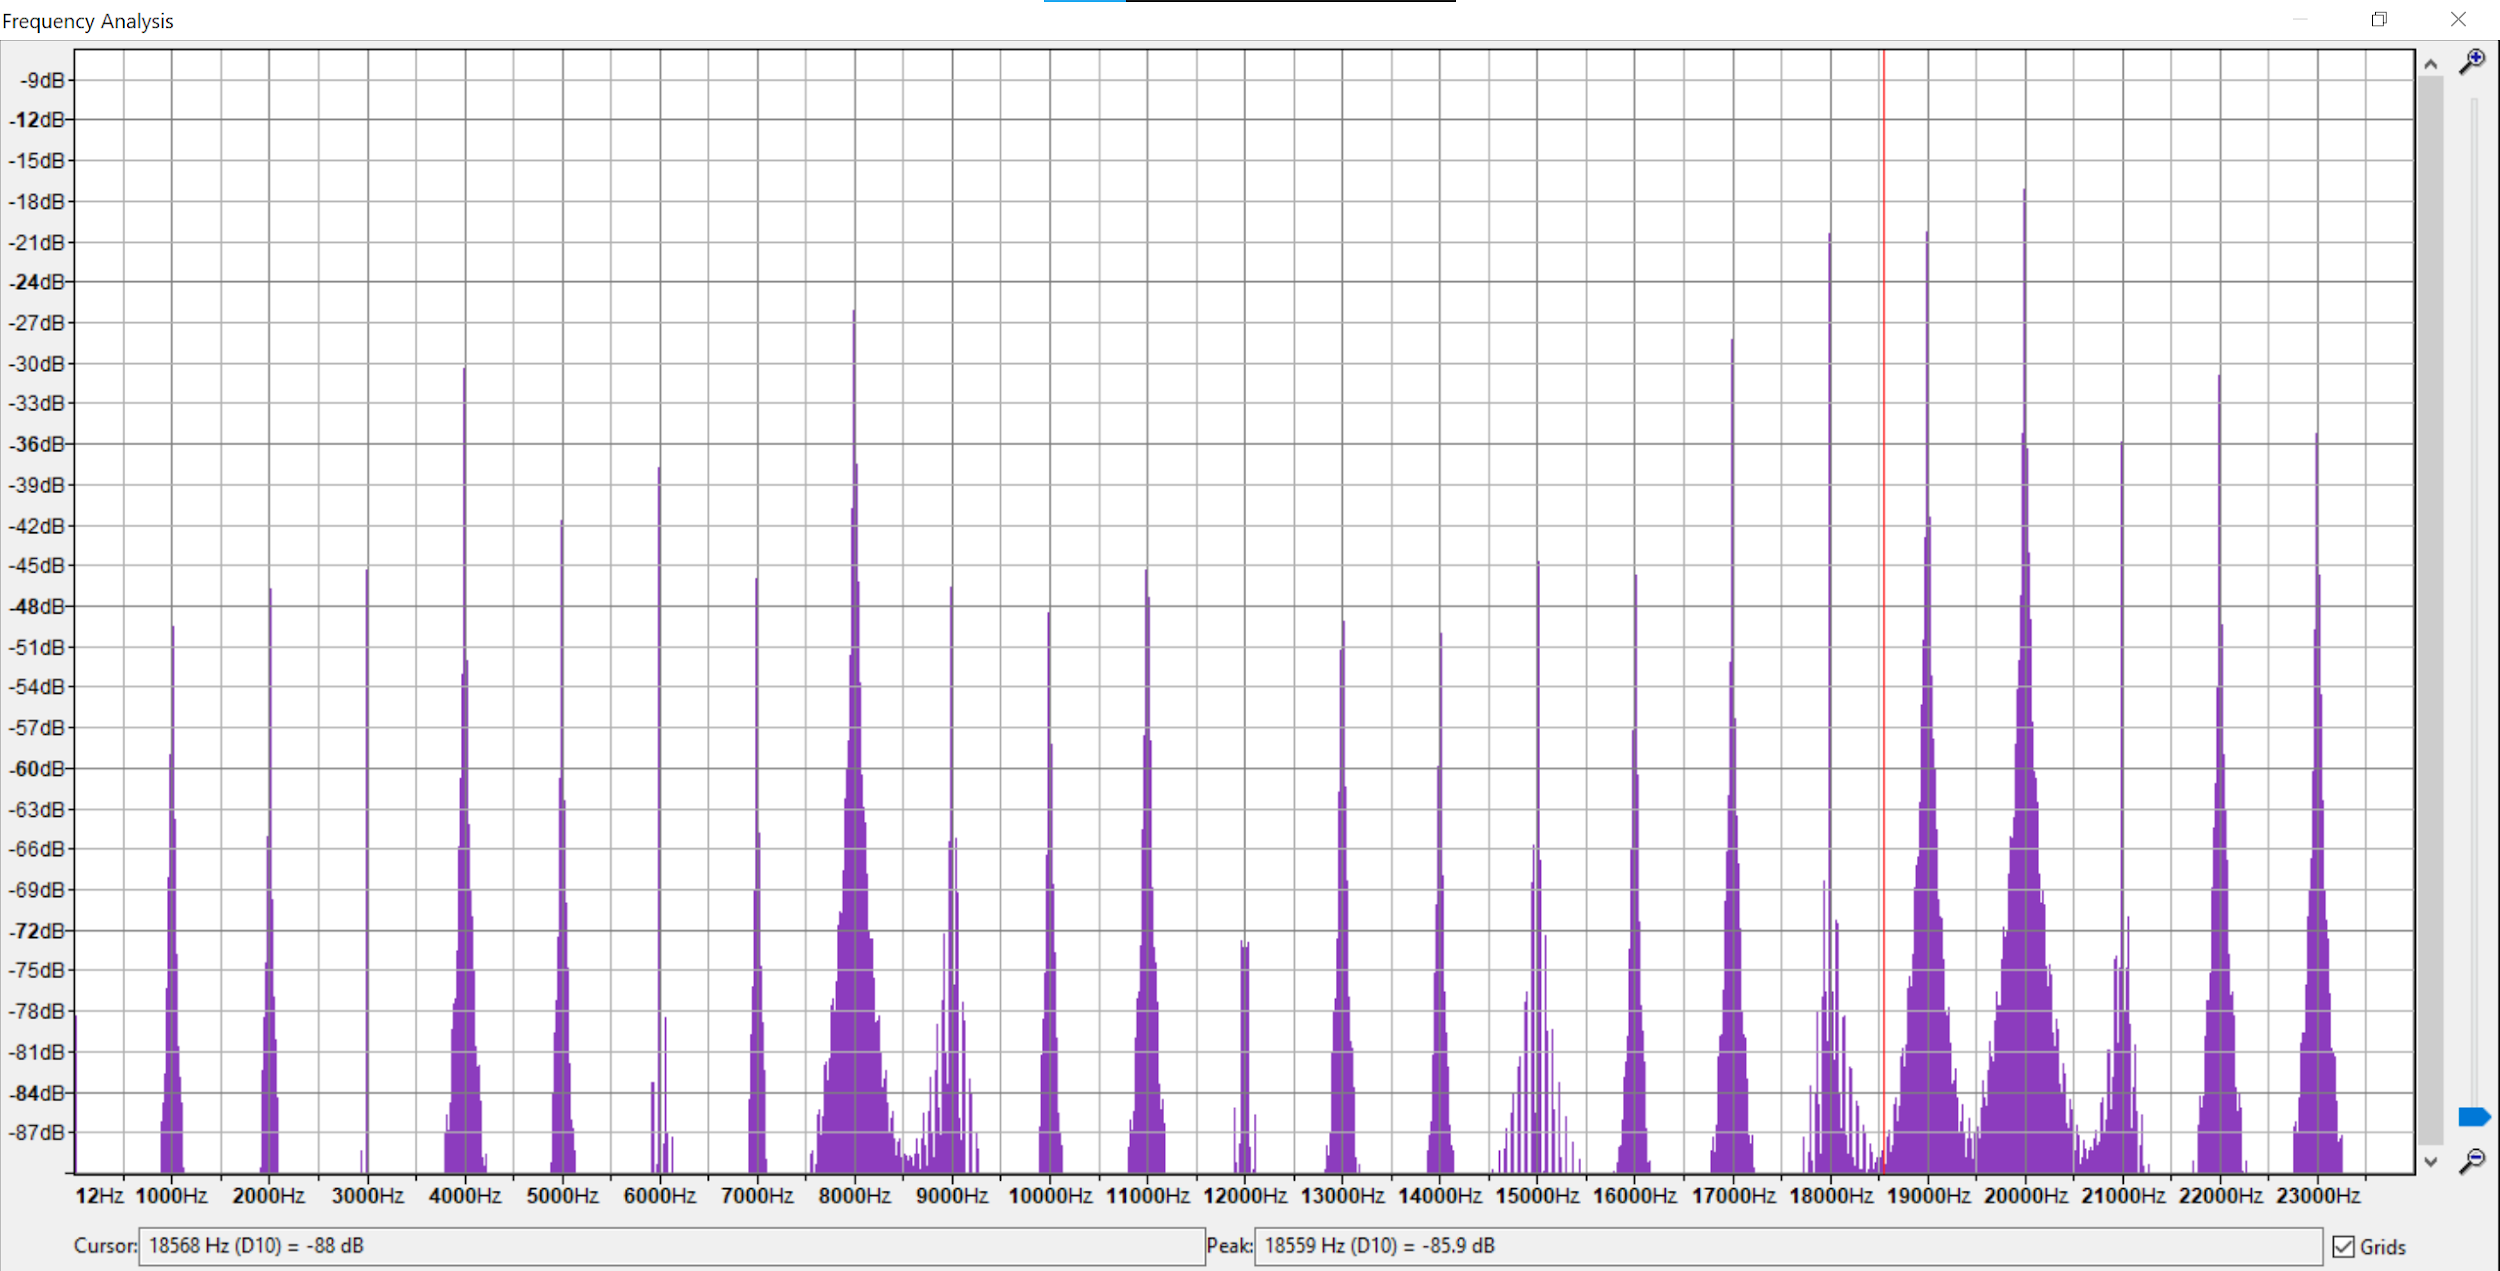 Frequency Analysis
-9dB
-12dB
-15dB
-18dB
-21dB
-24dB
-27dB
-30dB
-33dB
-36dB
-39dB
-42dB
-45dB
-48dB
-51dB
-54dB
-57dB
-60dB
-63dB
-66dB
-69dB
-72dB
-75dB
-78dB
-81dB
-84dB
-87dB
12Hz 1000Hz 2000Hz 3000Hz 4000Hz 5000Hz 6000Hz 7000Hz 8000Hz 9000Hz 10000Hz 11000Hz 12000Hz 13000Hz 14000Hz 15000Hz 16000Hz 17000Hz 18000Hz 19000Hz 20000Hz 21000Hz 22000Hz 23000Hz
Cursor: 18568 Hz (D10) = -88 dB Peak: 18559 Hz (D10) = -85.9 dB Grids